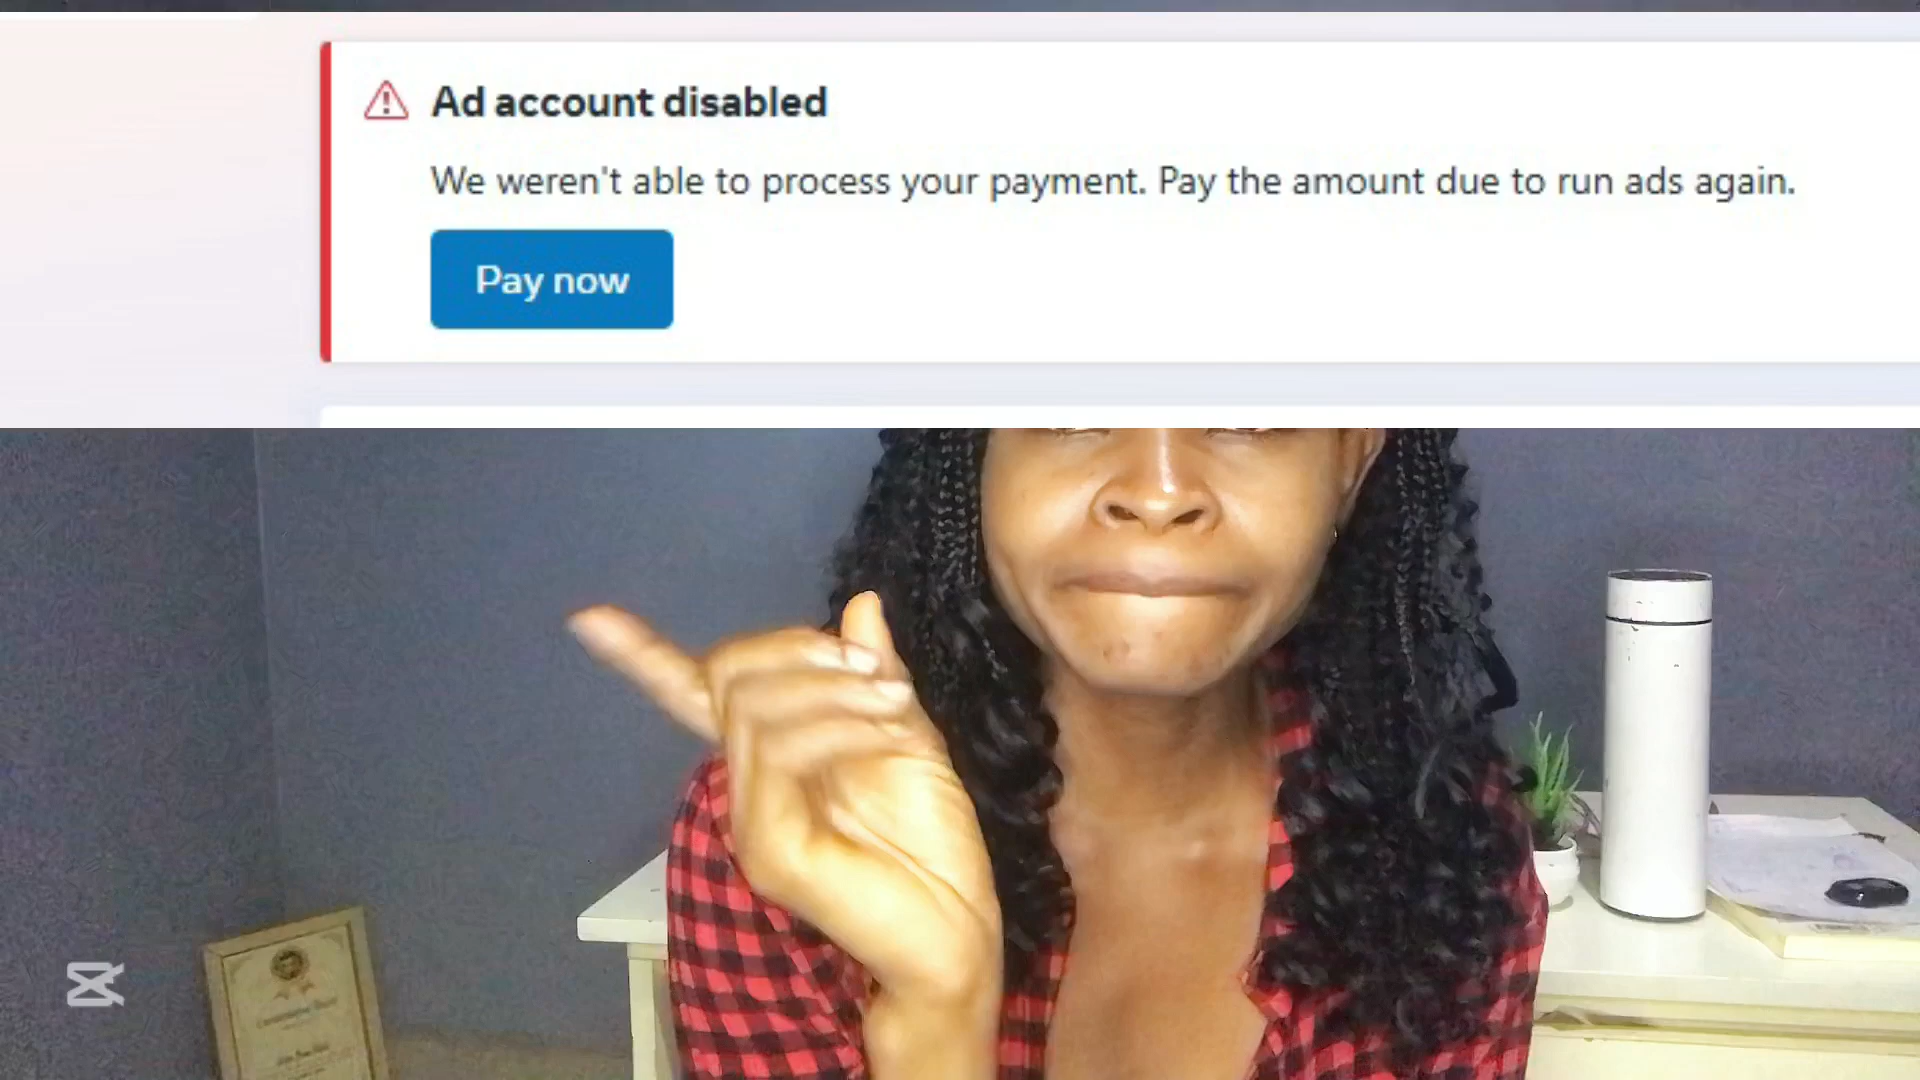 Ad account disabled
We weren't able to process your payment. Pay the amount due to run ads again.
Pay now